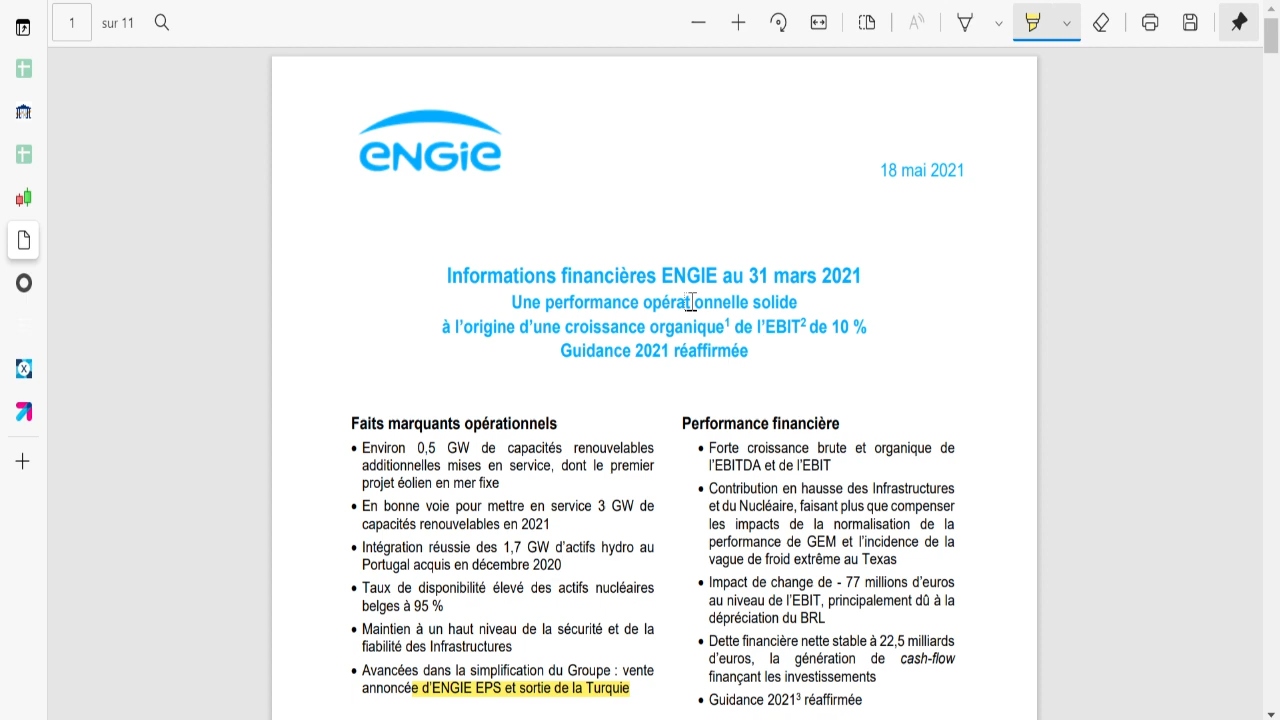 1 sur 11
ENGIE
18 mai 2021
Informations financières ENGIE au 31 mars 2021
Une performance opérationnelle solide
à l'origine d'une croissance organique¹ de l'EBIT² de 10 %
Guidance 2021 réaffirmée
Faits marquants opérationnels
• Environ 0,5 GW de capacités renouvelables
additionnelles mises en service, dont le premier
projet éolien en mer fixe
• En bonne voie pour mettre en service 3 GW de
capacités renouvelables en 2021
• Intégration réussie des 1,7 GW d'actifs hydro au
Portugal acquis en décembre 2020
• Taux de disponibilité élevé des actifs nucléaires
belges à 95 %
• Maintien à un haut niveau de la sécurité et de la
fiabilité des Infrastructures
• Avancées dans la simplification du Groupe : vente
annoncée d'ENGIE EPS et sortie de la Turquie
Performance financière
• Forte croissance brute et organique de
l'EBITDA et de l'EBIT
• Contribution en hausse des Infrastructures
et du Nucléaire, faisant plus que compenser
les impacts de la normalisation de la
performance de GEM et l'incidence de la
vague de froid extrême au Texas
• Impact de change de - 77 millions d'euros
au niveau de l'EBIT, principalement dû à la
dépréciation du BRL
• Dette financière nette stable à 22,5 milliards
d'euros, la génération de cash-flow
finançant les investissements
• Guidance 2021³ réaffirmée